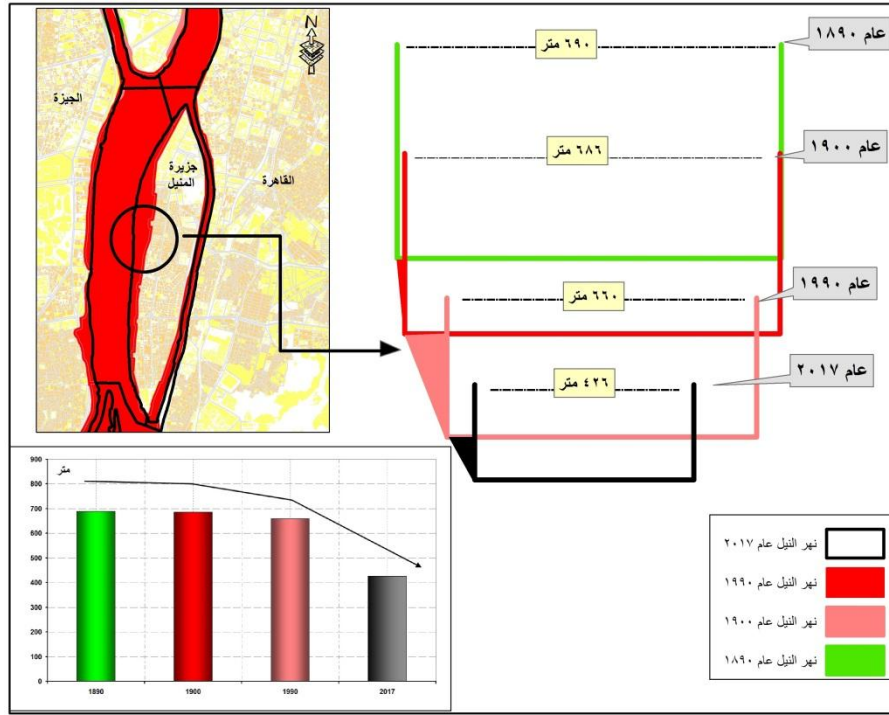 N
الجيزة
جزيرة
المنيل
القاهرة
عام ١٨٩٠
٦٩٠ متر
عام ١٩٠٠
٦٨٦ متر
عام ١٩٩٠
٦٦٠ متر
عام ٢٠١٧
٤٢٦ متر
متر
900
800
700
600
500
400
300
200
100
0
1890
1900
1990
2017
نهر النيل عام ٢٠١٧
نهر النيل عام ١٩٩٠
نهر النيل عام ١٩٠٠
نهر النيل عام ١٨٩٠